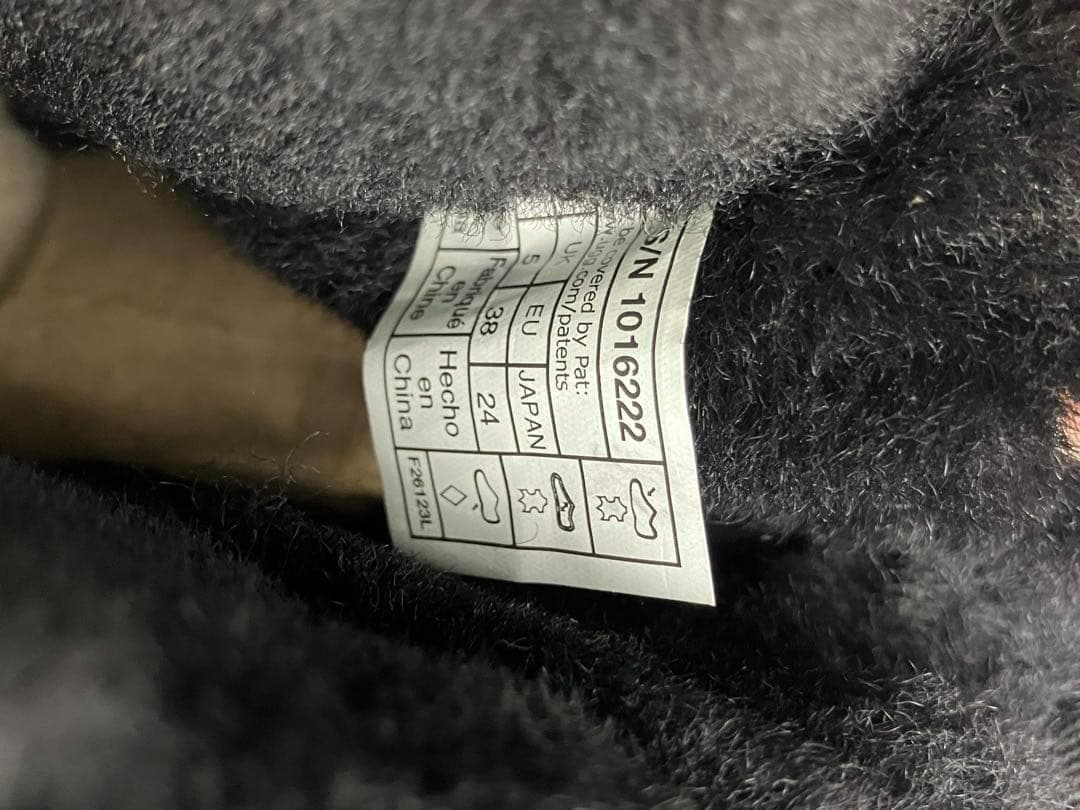 S/N 1016222
be covered by Pat:
ugg.com/patents
UK EU JAPAN
5 38 24
Fabriqué Hecho
en en
Chine China
F26123L